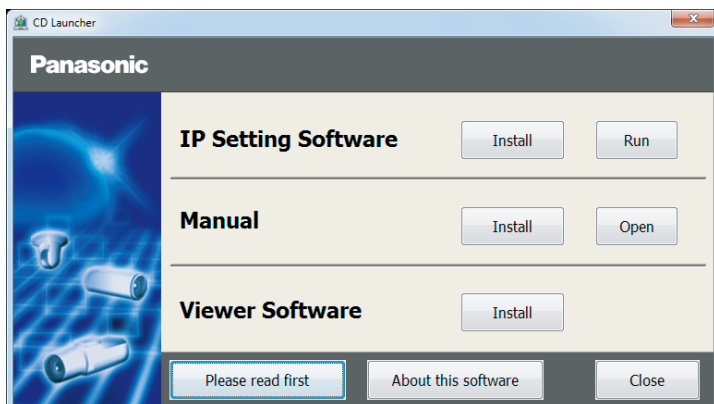 CD Launcher
Panasonic
IP Setting Software Install Run
Manual Install Open
Viewer Software Install
Please read first About this software Close